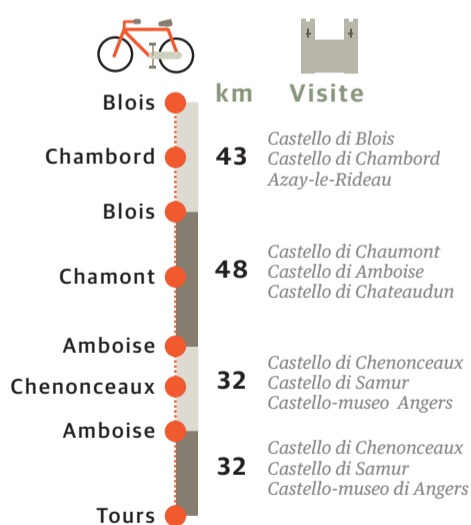 km Visite
Blois
Chambord
43
Castello di Blois
Castello di Chambord
Azay-le-Rideau
Blois
Chamont
48
Castello di Chaumont
Castello di Amboise
Castello di Chateaudun
Amboise
Chenonceaux
32
Castello di Chenonceaux
Castello di Samur
Castello-museo Angers
Amboise
32
Castello di Chenonceaux
Castello di Samur
Castello-museo di Angers
Tours